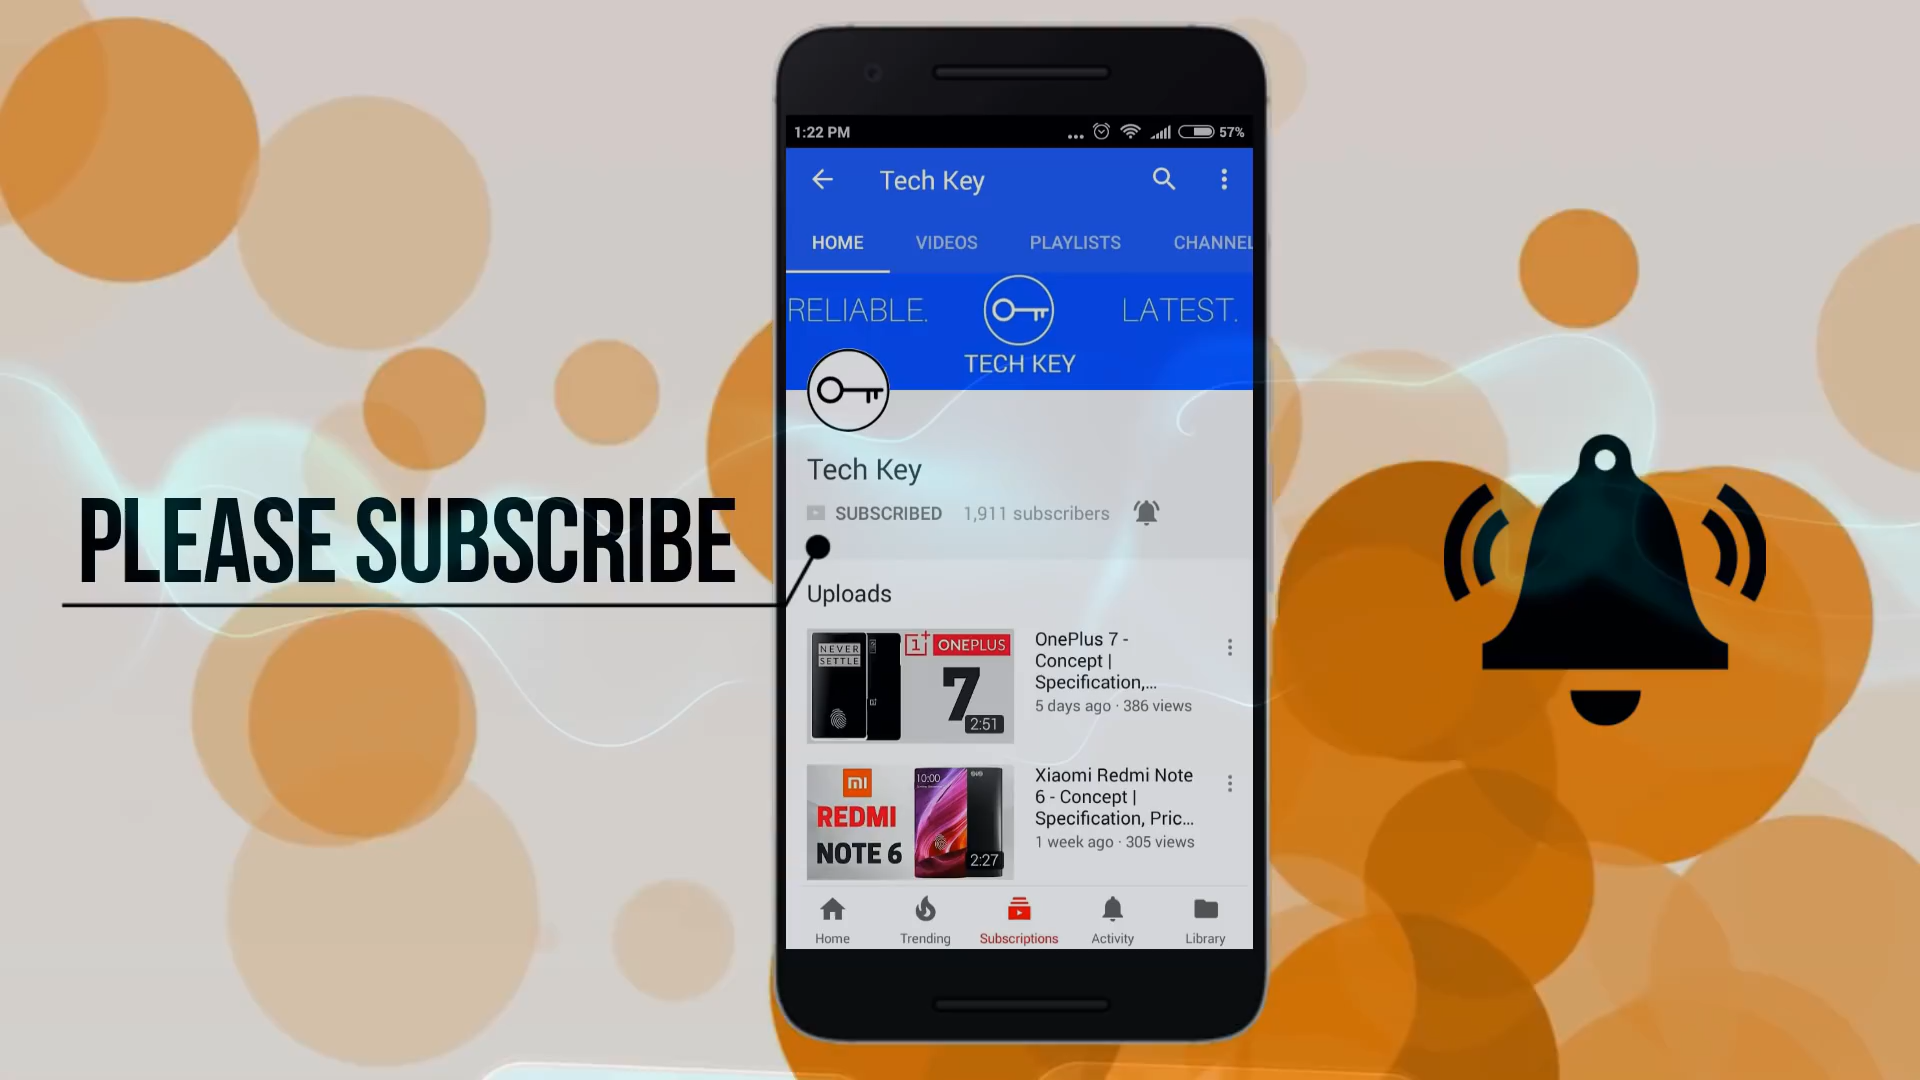 PLEASE SUBSCRIBE
1:22 PM
57%
Tech Key
HOME VIDEOS PLAYLISTS CHANNEL
RELIABLE. LATEST.
TECH KEY
Tech Key
SUBSCRIBED 1,911 subscribers
Uploads
NEVER
SETTLE
1+ ONEPLUS
7
2:51
OnePlus 7 -
Concept |
Specification,...
5 days ago · 386 views
mi
REDMI
NOTE 6
10:00
2:27
Xiaomi Redmi Note
6 - Concept |
Specification, Pric...
1 week ago · 305 views
Home Trending Subscriptions Activity Library